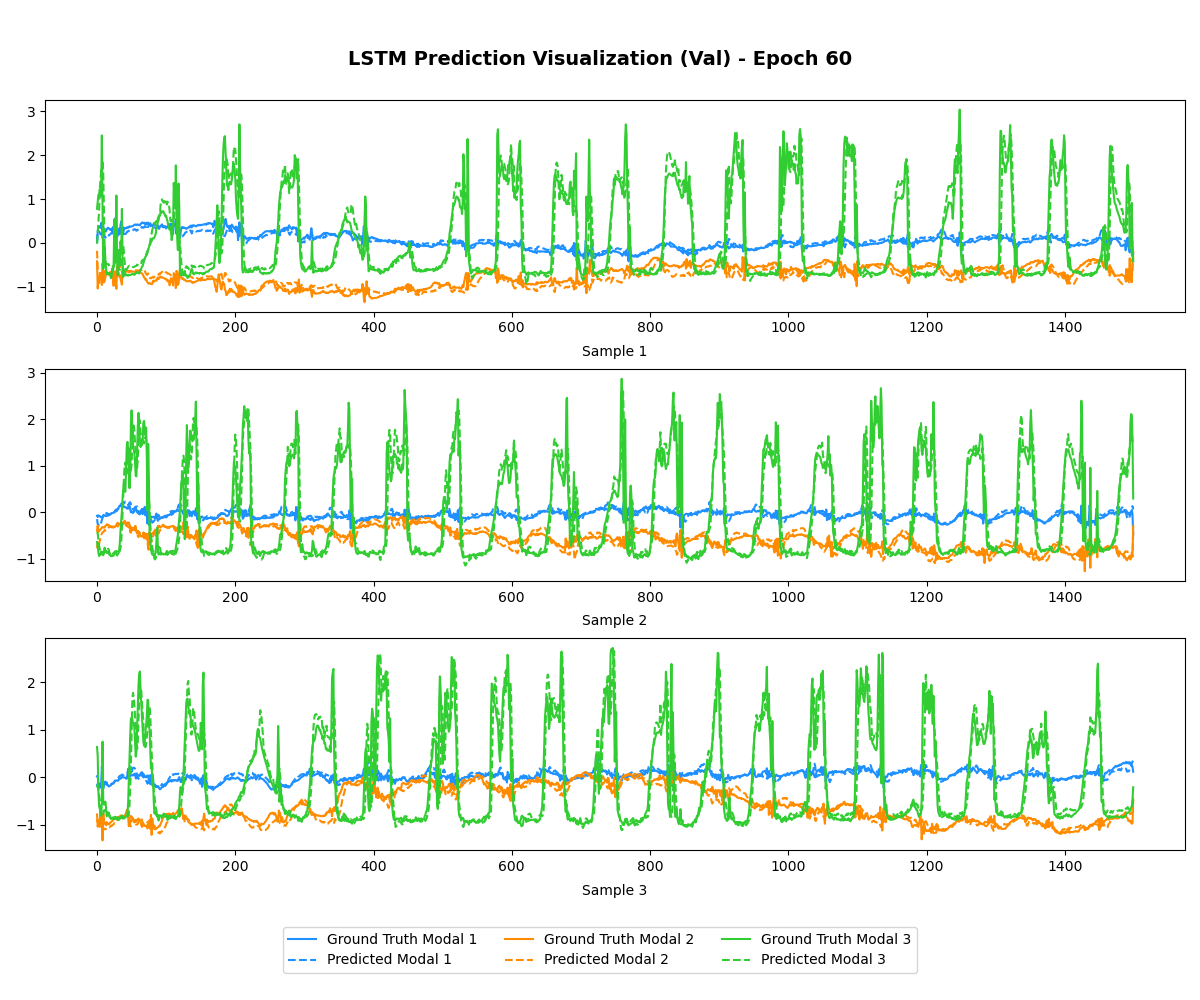 LSTM Prediction Visualization (Val) - Epoch 60
3
2
1
0
−1
0 200 400 600 800 1000 1200 1400
Sample 1
3
2
1
0
−1
0 200 400 600 800 1000 1200 1400
Sample 2
2
1
0
−1
0 200 400 600 800 1000 1200 1400
Sample 3
Ground Truth Modal 1 Ground Truth Modal 2 Ground Truth Modal 3
Predicted Modal 1 Predicted Modal 2 Predicted Modal 3